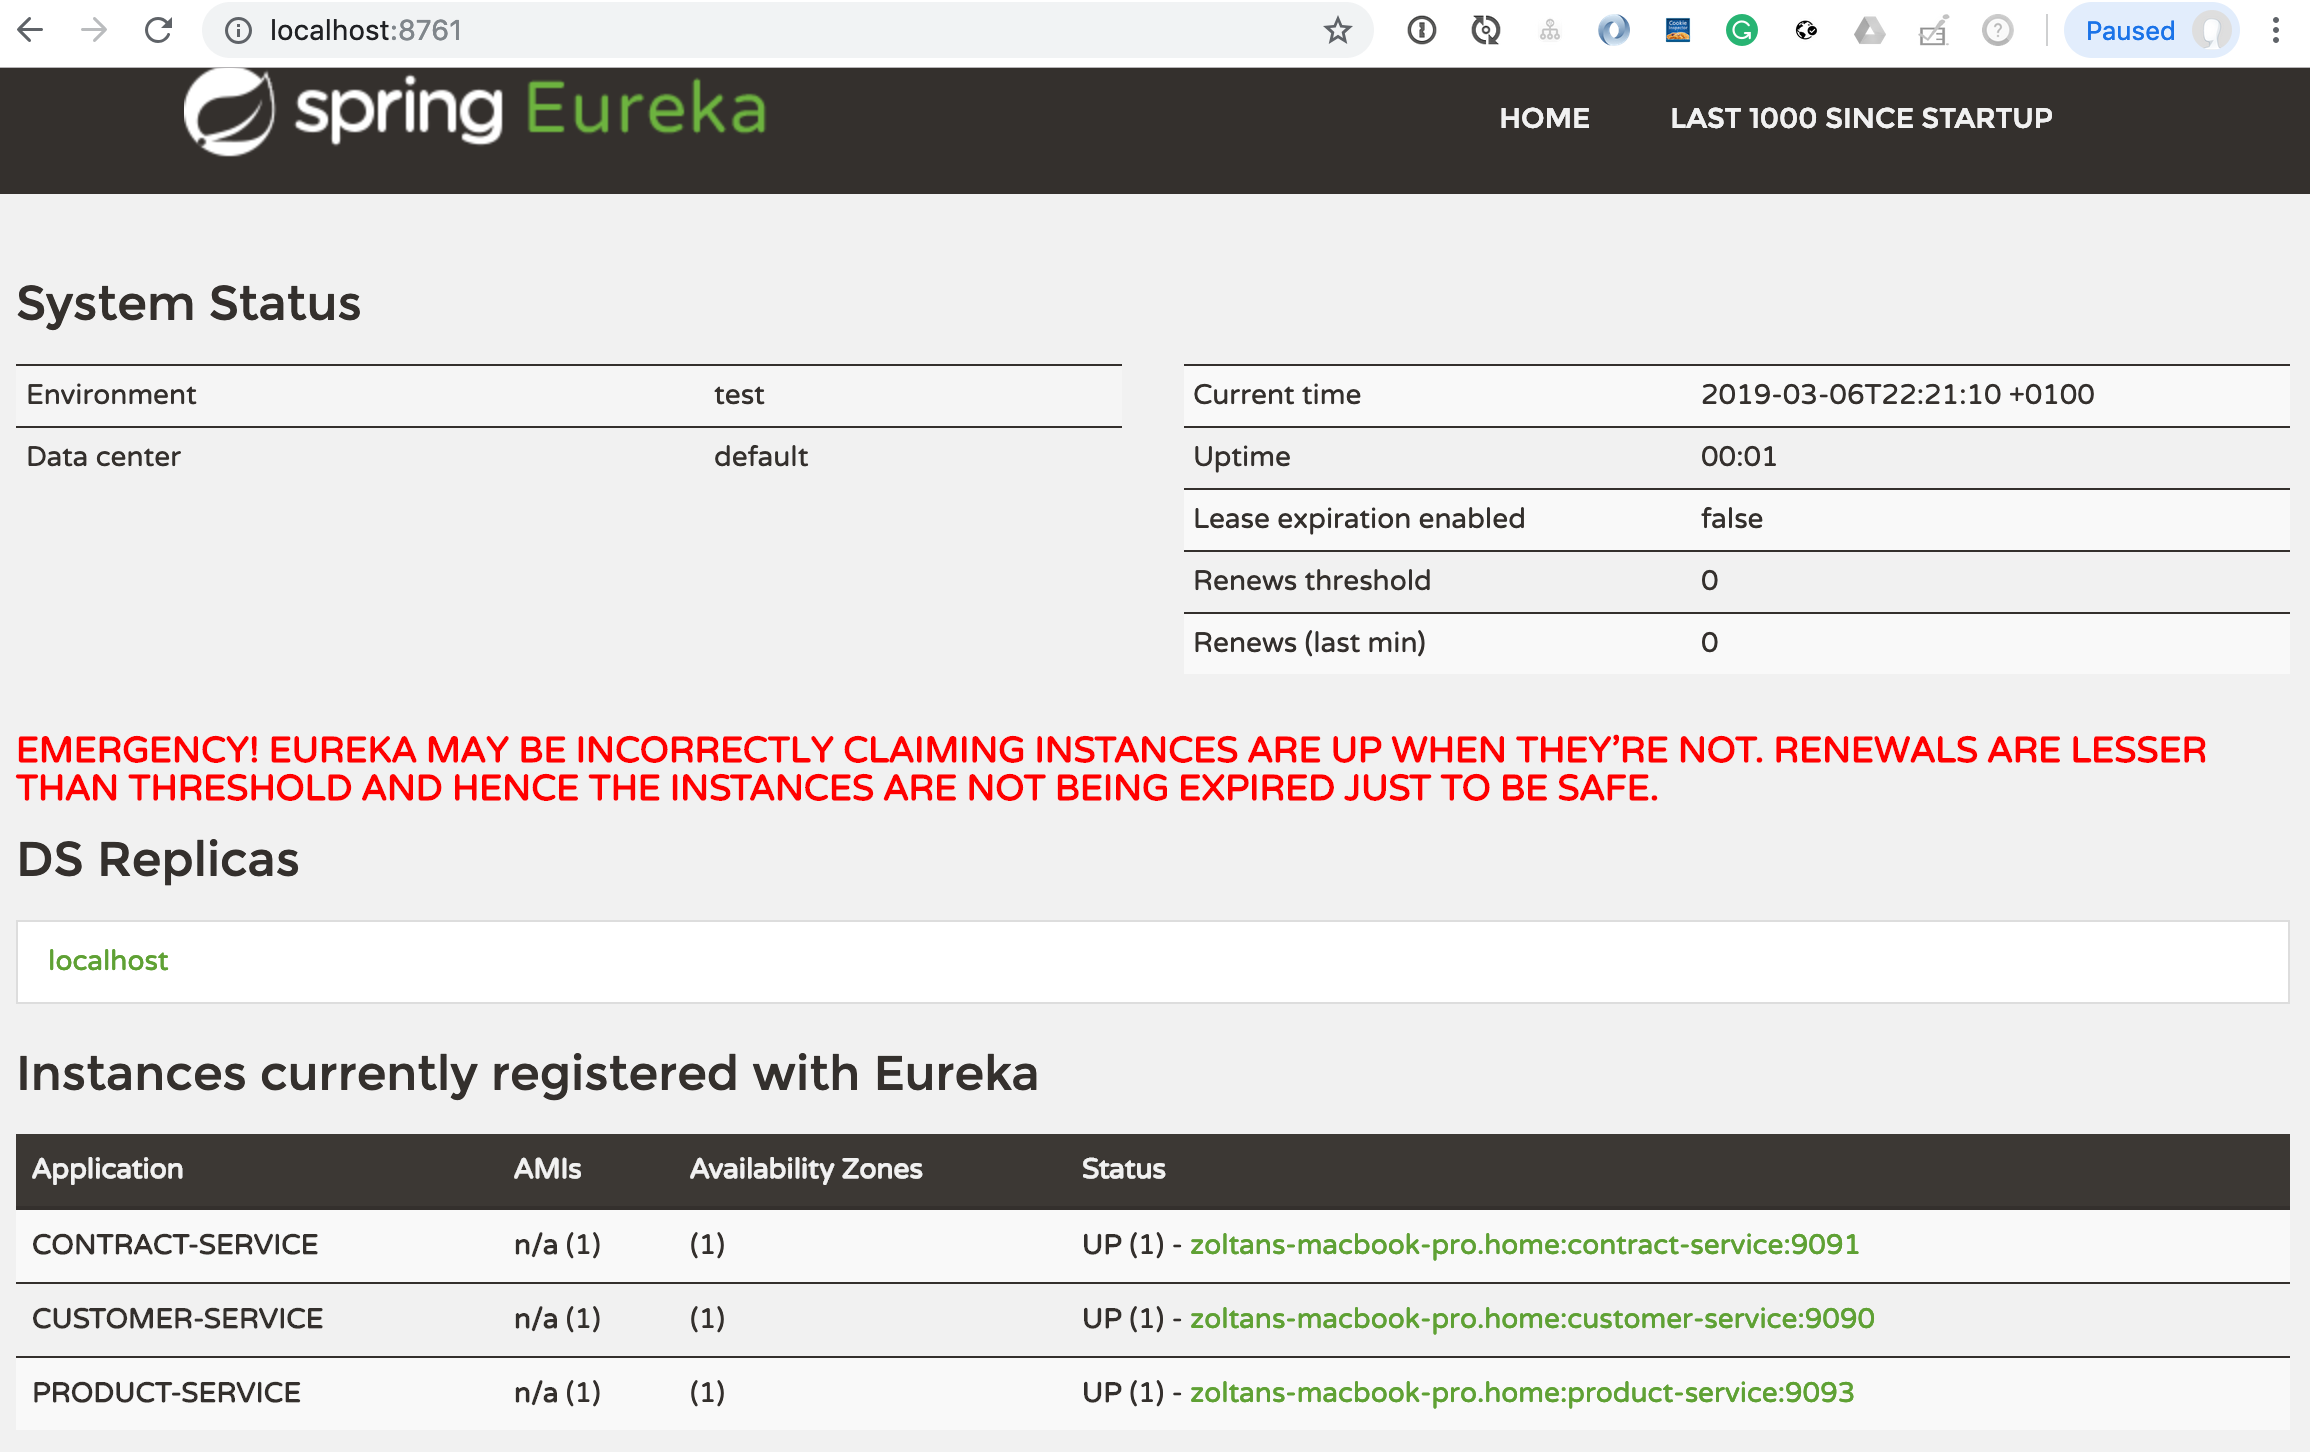 localhost:8761
Paused
spring Eureka
HOME LAST 1000 SINCE STARTUP
System Status
Environment test
Data center default
Current time 2019-03-06T22:21:10 +0100
Uptime 00:01
Lease expiration enabled false
Renews threshold 0
Renews (last min) 0
EMERGENCY! EUREKA MAY BE INCORRECTLY CLAIMING INSTANCES ARE UP WHEN THEY'RE NOT. RENEWALS ARE LESSER
THAN THRESHOLD AND HENCE THE INSTANCES ARE NOT BEING EXPIRED JUST TO BE SAFE.
DS Replicas
localhost
Instances currently registered with Eureka
Application AMIs Availability Zones Status
CONTRACT-SERVICE n/a (1) (1) UP (1) - zoltans-macbook-pro.home:contract-service:9091
CUSTOMER-SERVICE n/a (1) (1) UP (1) - zoltans-macbook-pro.home:customer-service:9090
PRODUCT-SERVICE n/a (1) (1) UP (1) - zoltans-macbook-pro.home:product-service:9093